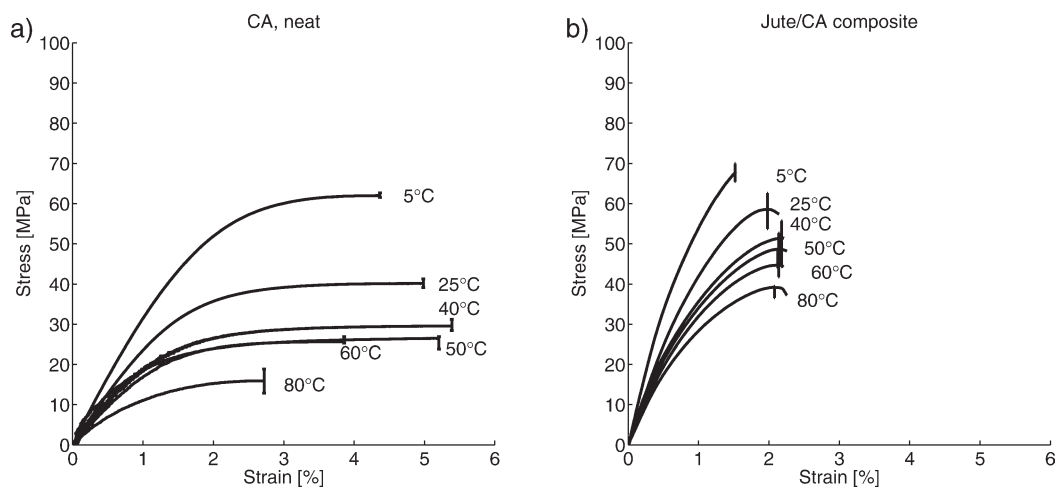 a)
CA, neat
Stress [MPa]
100
90
80
70
60
50
40
30
20
10
0
5°C
25°C
40°C
60°C
50°C
80°C
0 1 2 3 4 5 6
Strain [%]
b)
Jute/CA composite
Stress [MPa]
100
90
80
70
60
50
40
30
20
10
0
5°C
25°C
40°C
50°C
60°C
80°C
0 1 2 3 4 5 6
Strain [%]